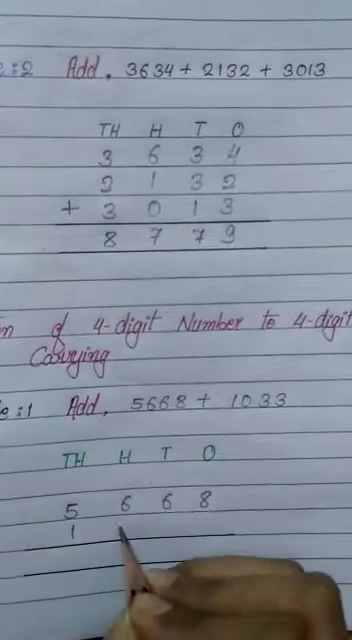 :2 Add, 3634 + 2132 + 3013
TH H T O
3 6 3 4
2 1 3 2
+ 3 0 1 3
8 7 7 9
of 4-digit Number to 4-digit
Carrying
:1 Add, 5668 + 1033
TH H T O
5 6 6 8
1